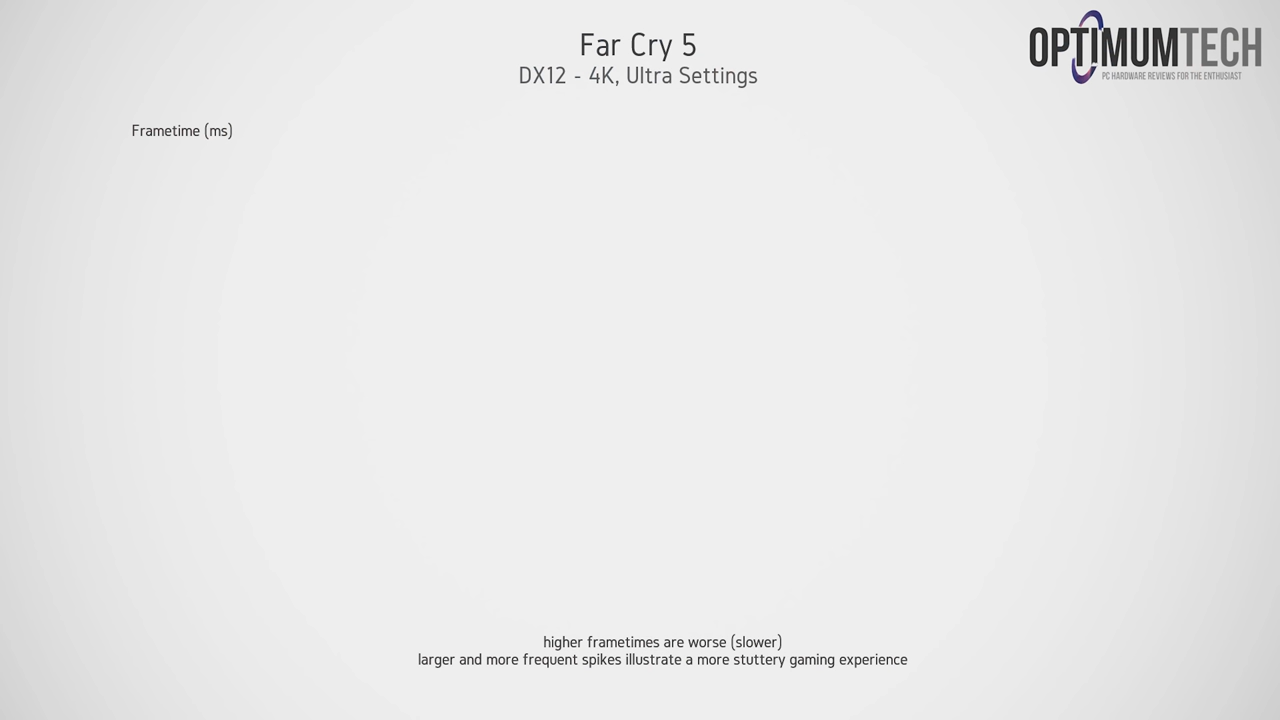 Far Cry 5
DX12 - 4K, Ultra Settings
OPTIMUMTECH
PC HARDWARE REVIEWS FOR THE ENTHUSIAST
Frametime (ms)
higher frametimes are worse (slower)
larger and more frequent spikes illustrate a more stuttery gaming experience